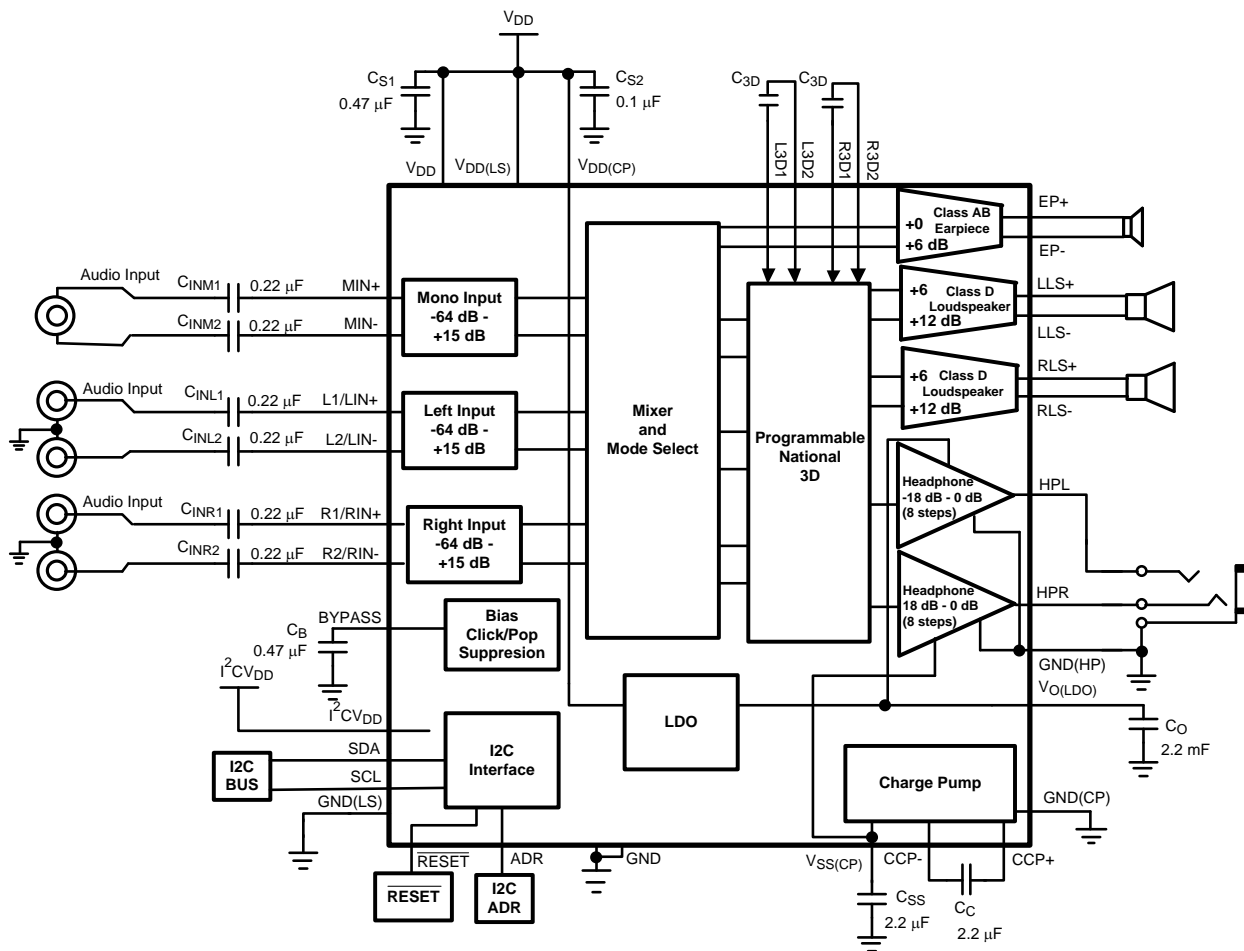 VDD
CS1
0.47 μF
CS2
0.1 μF
C3D
C3D
VDD
VDD(LS)
VDD(CP)
L3D1
L3D2
R3D1
R3D2
Audio Input
CINM1
0.22 μF
MIN+
CINM2
0.22 μF
MIN-
Mono Input
-64 dB -
+15 dB
Audio Input
CINL1
0.22 μF
L1/LIN+
CINL2
0.22 μF
L2/LIN-
Left Input
-64 dB -
+15 dB
Audio Input
CINR1
0.22 μF
R1/RIN+
CINR2
0.22 μF
R2/RIN-
Right Input
-64 dB -
+15 dB
Mixer
and
Mode Select
Programmable
National
3D
+0
Class AB
Earpiece
+6 dB
EP+
EP-
+6
Class D
Loudspeaker
+12 dB
LLS+
LLS-
+6
Class D
Loudspeaker
+12 dB
RLS+
RLS-
Headphone
-18 dB - 0 dB
(8 steps)
HPL
Headphone
18 dB - 0 dB
(8 steps)
HPR
GND(HP)
VO(LDO)
CO
2.2 mF
CB
0.47 μF
BYPASS
Bias
Click/Pop
Suppresion
I2CVDD
I2CVDD
LDO
I2C
BUS
SDA
SCL
GND(LS)
I2C
Interface
Charge Pump
GND(CP)
RESET
ADR
GND
VSS(CP)
CCP-
CCP+
RESET
I2C
ADR
CSS
2.2 μF
CC
2.2 μF